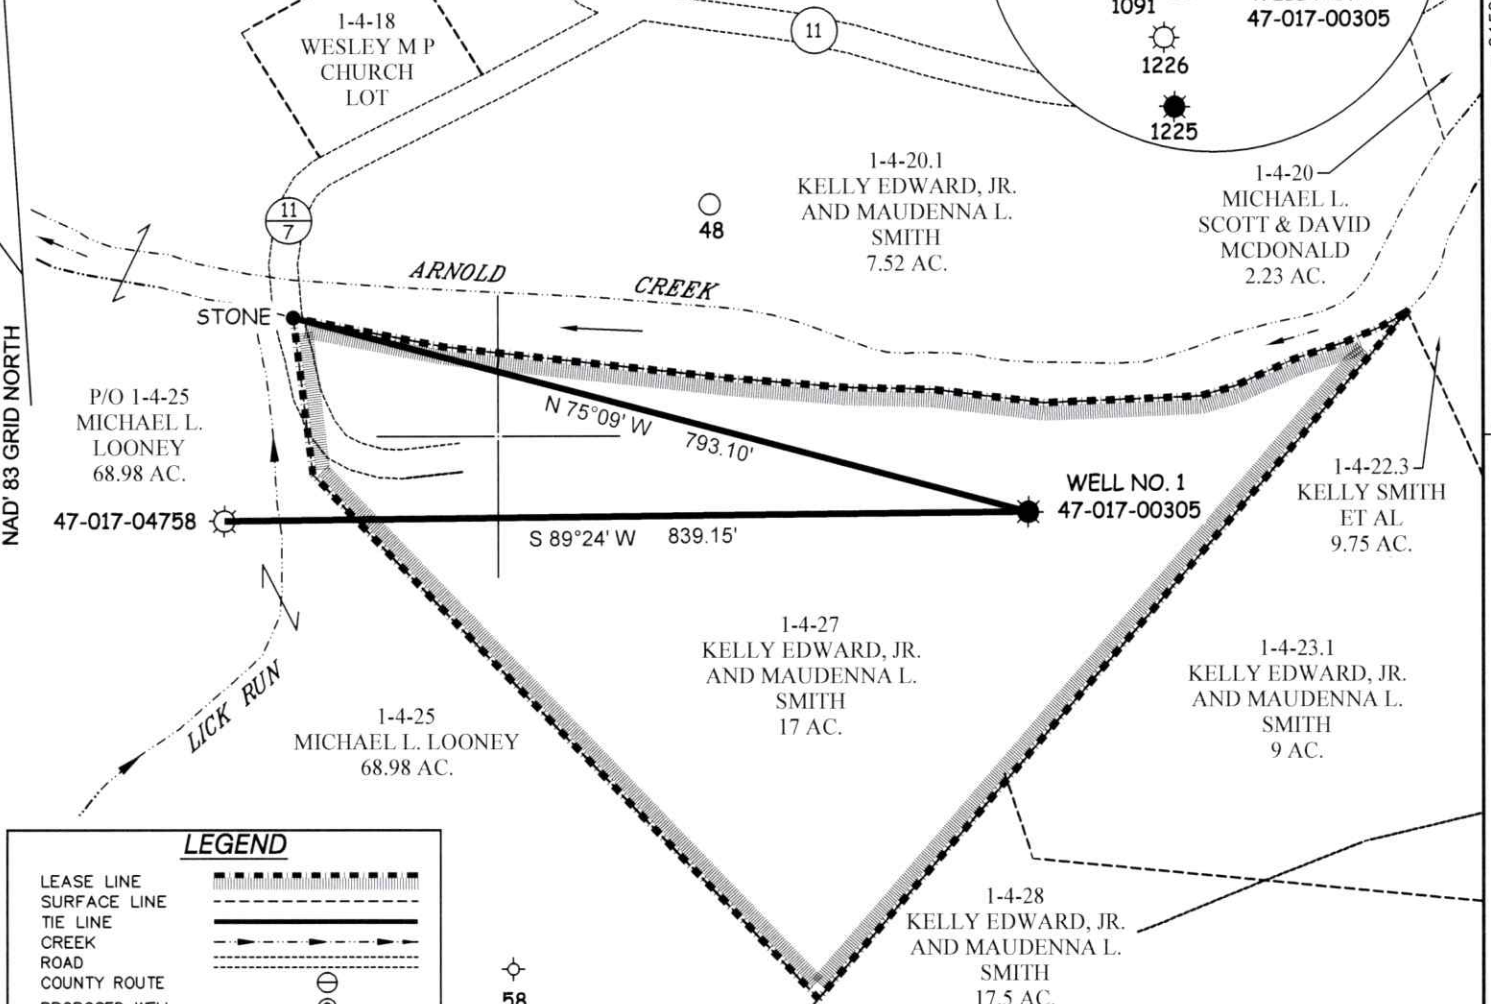 1-4-18
WESLEY M P
CHURCH
LOT
11
1091
47-017-00305
1226
1225
1-4-20.1
KELLY EDWARD, JR.
AND MAUDENNA L.
SMITH
7.52 AC.
1-4-20
MICHAEL L.
SCOTT & DAVID
MCDONALD
2.23 AC.
48
11
7
ARNOLD CREEK
STONE
NAD' 83 GRID NORTH
P/O 1-4-25
MICHAEL L.
LOONEY
68.98 AC.
N 75°09' W 793.10'
WELL NO. 1
47-017-00305
1-4-22.3
KELLY SMITH
ET AL
9.75 AC.
47-017-04758
S 89°24' W 839.15'
1-4-27
KELLY EDWARD, JR.
AND MAUDENNA L.
SMITH
17 AC.
1-4-23.1
KELLY EDWARD, JR.
AND MAUDENNA L.
SMITH
9 AC.
LICK RUN
1-4-25
MICHAEL L. LOONEY
68.98 AC.
LEGEND
LEASE LINE
SURFACE LINE
TIE LINE
CREEK
ROAD
COUNTY ROUTE
PROPOSED WELL
58
1-4-28
KELLY EDWARD, JR.
AND MAUDENNA L.
SMITH
17.5 AC.